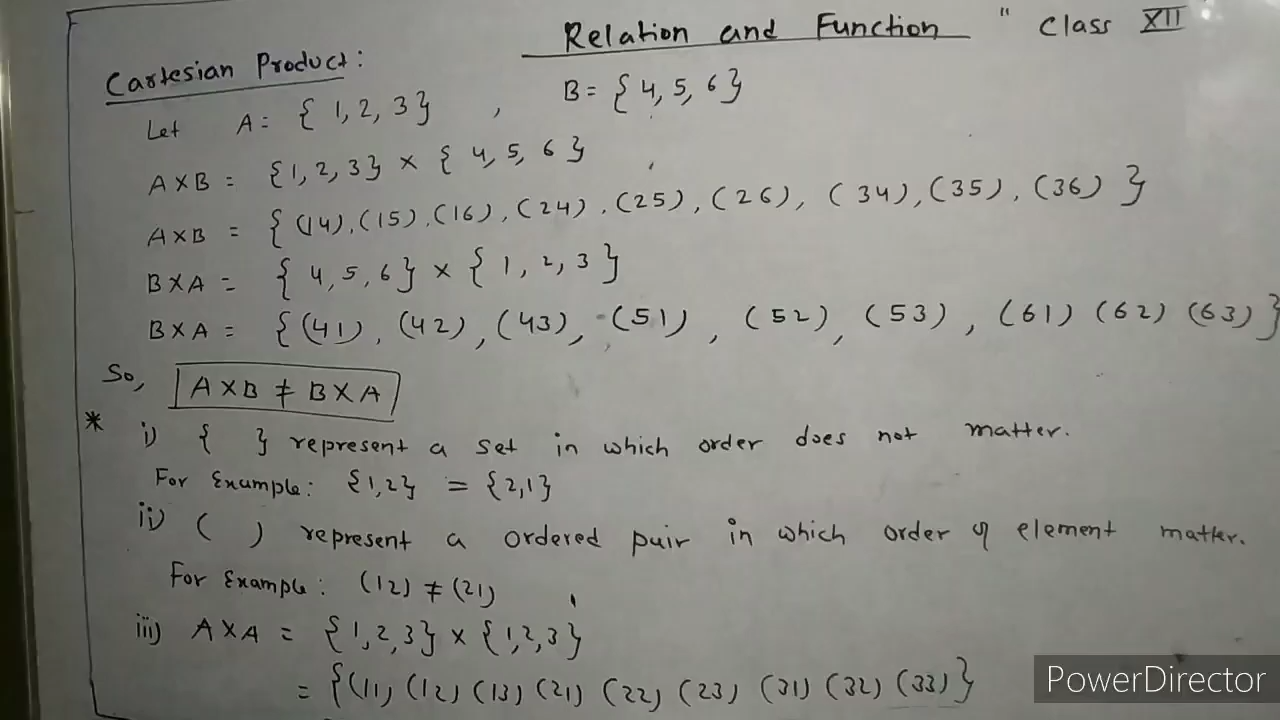 Relation and Function " Class XII
Cartesian Product:
Let A = { 1, 2, 3 } , B = { 4, 5, 6 }
A X B = {1, 2, 3 } × { 4, 5, 6 }
A X B = { (14), (15), (16), (24), (25), (26), (34), (35), (36) }
B X A = { 4, 5, 6 } × { 1, 2, 3 }
B X A = { (41), (42), (43), (51), (52), (53), (61) (62) (63) }
So, A X B ≠ B X A
* i) { } represent a set in which order does not matter.
For Example: {1,2} = {2,1}
ii) ( ) represent a ordered pair in which order of element matter.
For Example: (12) ≠ (21)
iii) A X A = {1, 2, 3} × {1, 2, 3}
= {(11) (12) (13) (21) (22) (23) (31) (32) (33)}
PowerDirector